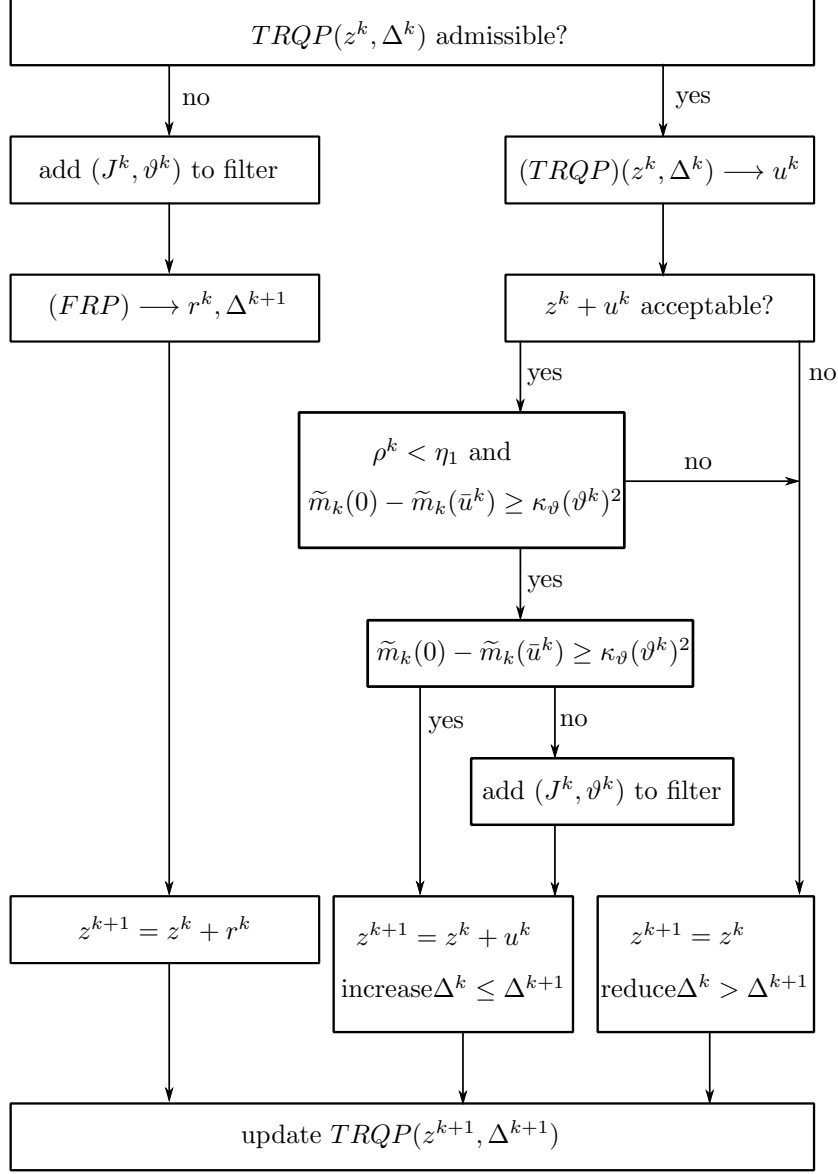 TRQP(z^k, Δ^k) admissible?
no
yes
add (J^k, ϑ^k) to filter
(TRQP)(z^k, Δ^k) ⟶ u^k
(FRP) ⟶ r^k, Δ^{k+1}
z^k + u^k acceptable?
yes
no
ρ^k < η_1 and
m̃_k(0) − m̃_k(ū^k) ≥ κ_ϑ(ϑ^k)^2
no
yes
m̃_k(0) − m̃_k(ū^k) ≥ κ_ϑ(ϑ^k)^2
yes
no
add (J^k, ϑ^k) to filter
z^{k+1} = z^k + r^k
z^{k+1} = z^k + u^k
increaseΔ^k ≤ Δ^{k+1}
z^{k+1} = z^k
reduceΔ^k > Δ^{k+1}
update TRQP(z^{k+1}, Δ^{k+1})